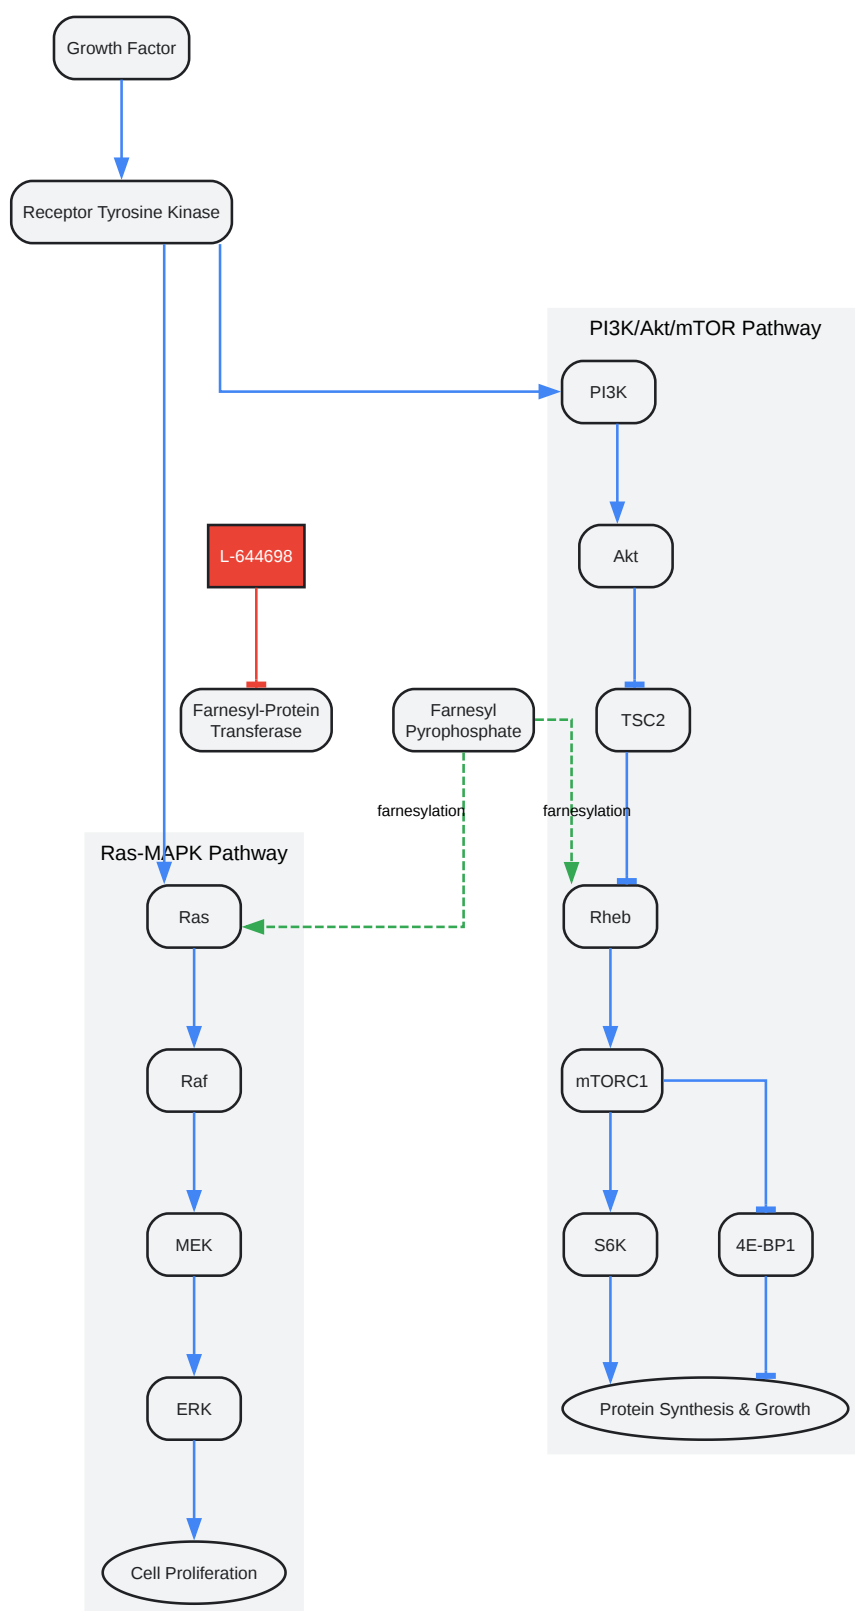 Growth Factor
Receptor Tyrosine Kinase
PI3K/Akt/mTOR Pathway
PI3K
L-644698
Akt
Farnesyl-Protein
Transferase
Farnesyl
Pyrophosphate
TSC2
farnesylation
farnesylation
Ras-MAPK Pathway
Ras
Rheb
Raf
mTORC1
MEK
S6K
4E-BP1
ERK
Protein Synthesis & Growth
Cell Proliferation